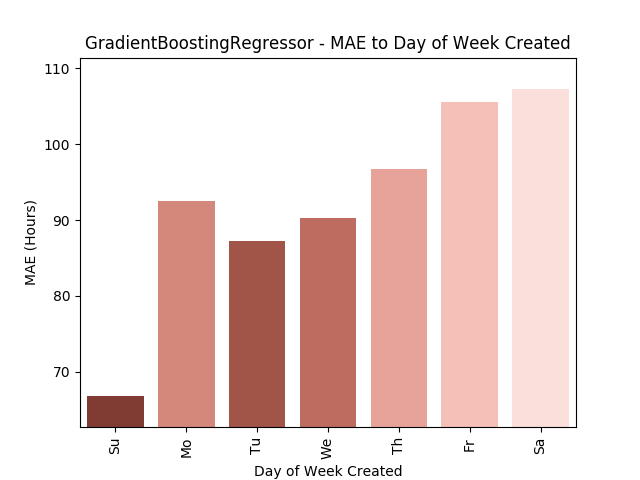 GradientBoostingRegressor - MAE to Day of Week Created
110
100
90
80
70
MAE (Hours)
Su
Mo
Tu
We
Th
Fr
Sa
Day of Week Created